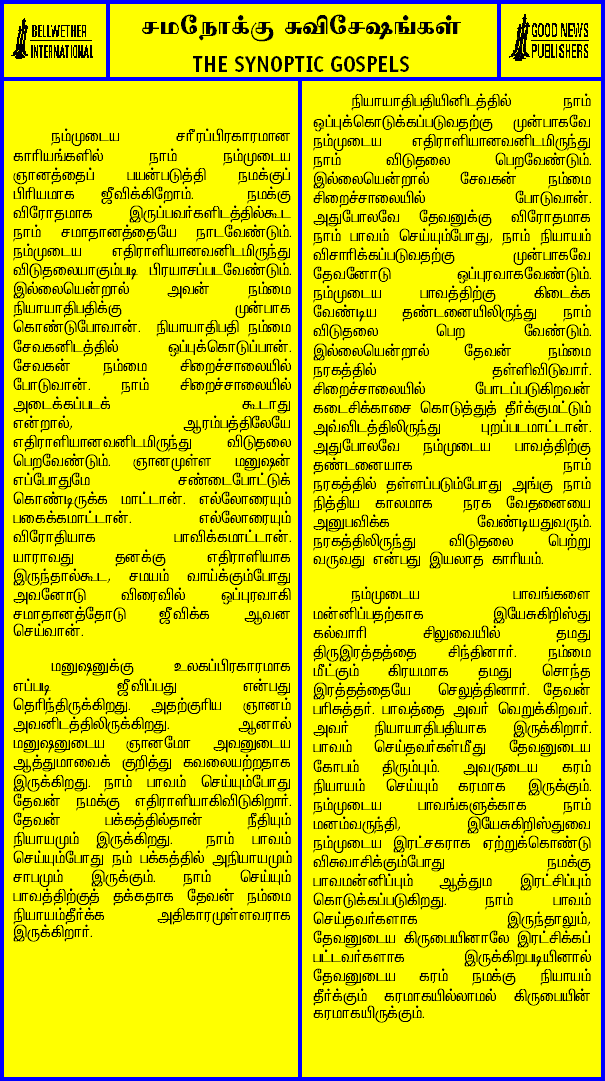 BELLWETHER
INTERNATIONAL
சமநோக்கு சுவிசேஷங்கள்
THE SYNOPTIC GOSPELS
GOOD NEWS
PUBLISHERS
நம்முடைய சரீரப்பிரகாரமான
காரியங்களில் நாம் நம்முடைய
ஞானத்தைப் பயன்படுத்தி நமக்குப்
பிரியமாக ஜீவிக்கிறோம். நமக்கு
விரோதமாக இருப்பவர்களிடத்தில்கூட
நாம் சமாதானத்தையே நாடவேண்டும்.
நம்முடைய எதிராளியானவனிடமிருந்து
விடுதலையாகும்படி பிரயாசப்படவேண்டும்.
இல்லையென்றால் அவன் நம்மை
நியாயாதிபதிக்கு முன்பாக
கொண்டுபோவான். நியாயாதிபதி நம்மை
சேவகனிடத்தில் ஒப்புக்கொடுப்பான்.
சேவகன் நம்மை சிறைச்சாலையில்
போடுவான். நாம் சிறைச்சாலையில்
அடைக்கப்படக் கூடாது
என்றால், ஆரம்பத்திலேயே
எதிராளியானவனிடமிருந்து விடுதலை
பெறவேண்டும். ஞானமுள்ள மனுஷன்
எப்போதுமே சண்டைபோட்டுக்
கொண்டிருக்க மாட்டான். எல்லோரையும்
பகைக்கமாட்டான். எல்லோரையும்
விரோதியாக பாவிக்கமாட்டான்.
யாராவது தனக்கு எதிராளியாக
இருந்தால்கூட, சமயம் வாய்க்கும்போது
அவனோடு விரைவில் ஒப்புரவாகி
சமாதானத்தோடு ஜீவிக்க ஆவன
செய்வான்.
மனுஷனுக்கு உலகப்பிரகாரமாக
எப்படி ஜீவிப்பது என்பது
தெரிந்திருக்கிறது. அதற்குரிய ஞானம்
அவனிடத்திலிருக்கிறது. ஆனால்
மனுஷனுடைய ஞானமோ அவனுடைய
ஆத்துமாவைக் குறித்து கவலையற்றதாக
இருக்கிறது. நாம் பாவம் செய்யும்போது
தேவன் நமக்கு எதிராளியாகிவிடுகிறார்.
தேவன் பக்கத்தில்தான் நீதியும்
நியாயமும் இருக்கிறது. நாம் பாவம்
செய்யும்போது நம் பக்கத்தில் அநியாயமும்
சாபமும் இருக்கும். நாம் செய்யும்
பாவத்திற்குத் தக்கதாக தேவன் நம்மை
நியாயம்தீர்க்க அதிகாரமுள்ளவராக
இருக்கிறார்.
நியாயாதிபதியினிடத்தில் நாம்
ஒப்புக்கொடுக்கப்படுவதற்கு முன்பாகவே
நம்முடைய எதிராளியானவனிடமிருந்து
நாம் விடுதலை பெறவேண்டும்.
இல்லையென்றால் சேவகன் நம்மை
சிறைச்சாலையில் போடுவான்.
அதுபோலவே தேவனுக்கு விரோதமாக
நாம் பாவம் செய்யும்போது, நாம் நியாயம்
விசாரிக்கப்படுவதற்கு முன்பாகவே
தேவனோடு ஒப்புரவாகவேண்டும்.
நம்முடைய பாவத்திற்கு கிடைக்க
வேண்டிய தண்டனையிலிருந்து நாம்
விடுதலை பெற வேண்டும்.
இல்லையென்றால் தேவன் நம்மை
நரகத்தில் தள்ளிவிடுவார்.
சிறைச்சாலையில் போடப்படுகிறவன்
கடைசிக்காசை கொடுத்துத் தீர்க்குமட்டும்
அவ்விடத்திலிருந்து புறப்படமாட்டான்.
அதுபோலவே நம்முடைய பாவத்திற்கு
தண்டனையாக நாம்
நரகத்தில் தள்ளப்படும்போது அங்கு நாம்
நித்திய காலமாக நரக வேதனையை
அனுபவிக்க வேண்டியதுவரும்.
நரகத்திலிருந்து விடுதலை பெற்று
வருவது என்பது இயலாத காரியம்.
நம்முடைய பாவங்களை
மன்னிப்பதற்காக இயேசுகிறிஸ்து
கல்வாரி சிலுவையில் தமது
திருஇரத்தத்தை சிந்தினார். நம்மை
மீட்கும் கிரயமாக தமது சொந்த
இரத்தத்தையே செலுத்தினார். தேவன்
பரிசுத்தர். பாவத்தை அவர் வெறுக்கிறவர்.
அவர் நியாயாதிபதியாக இருக்கிறார்.
பாவம் செய்தவர்கள்மீது தேவனுடைய
கோபம் திரும்பும். அவருடைய கரம்
நியாயம் செய்யும் கரமாக இருக்கும்.
நம்முடைய பாவங்களுக்காக நாம்
மனம்வருந்தி, இயேசுகிறிஸ்துவை
நம்முடைய இரட்சகராக ஏற்றுக்கொண்டு
விசுவாசிக்கும்போது நமக்கு
பாவமன்னிப்பும் ஆத்தும இரட்சிப்பும்
கொடுக்கப்படுகிறது. நாம் பாவம்
செய்தவர்களாக இருந்தாலும்,
தேவனுடைய கிருபையினாலே இரட்சிக்கப்
பட்டவர்களாக இருக்கிறபடியினால்
தேவனுடைய கரம் நமக்கு நியாயம்
தீர்க்கும் கரமாகயில்லாமல் கிருபையின்
கரமாகயிருக்கும்.